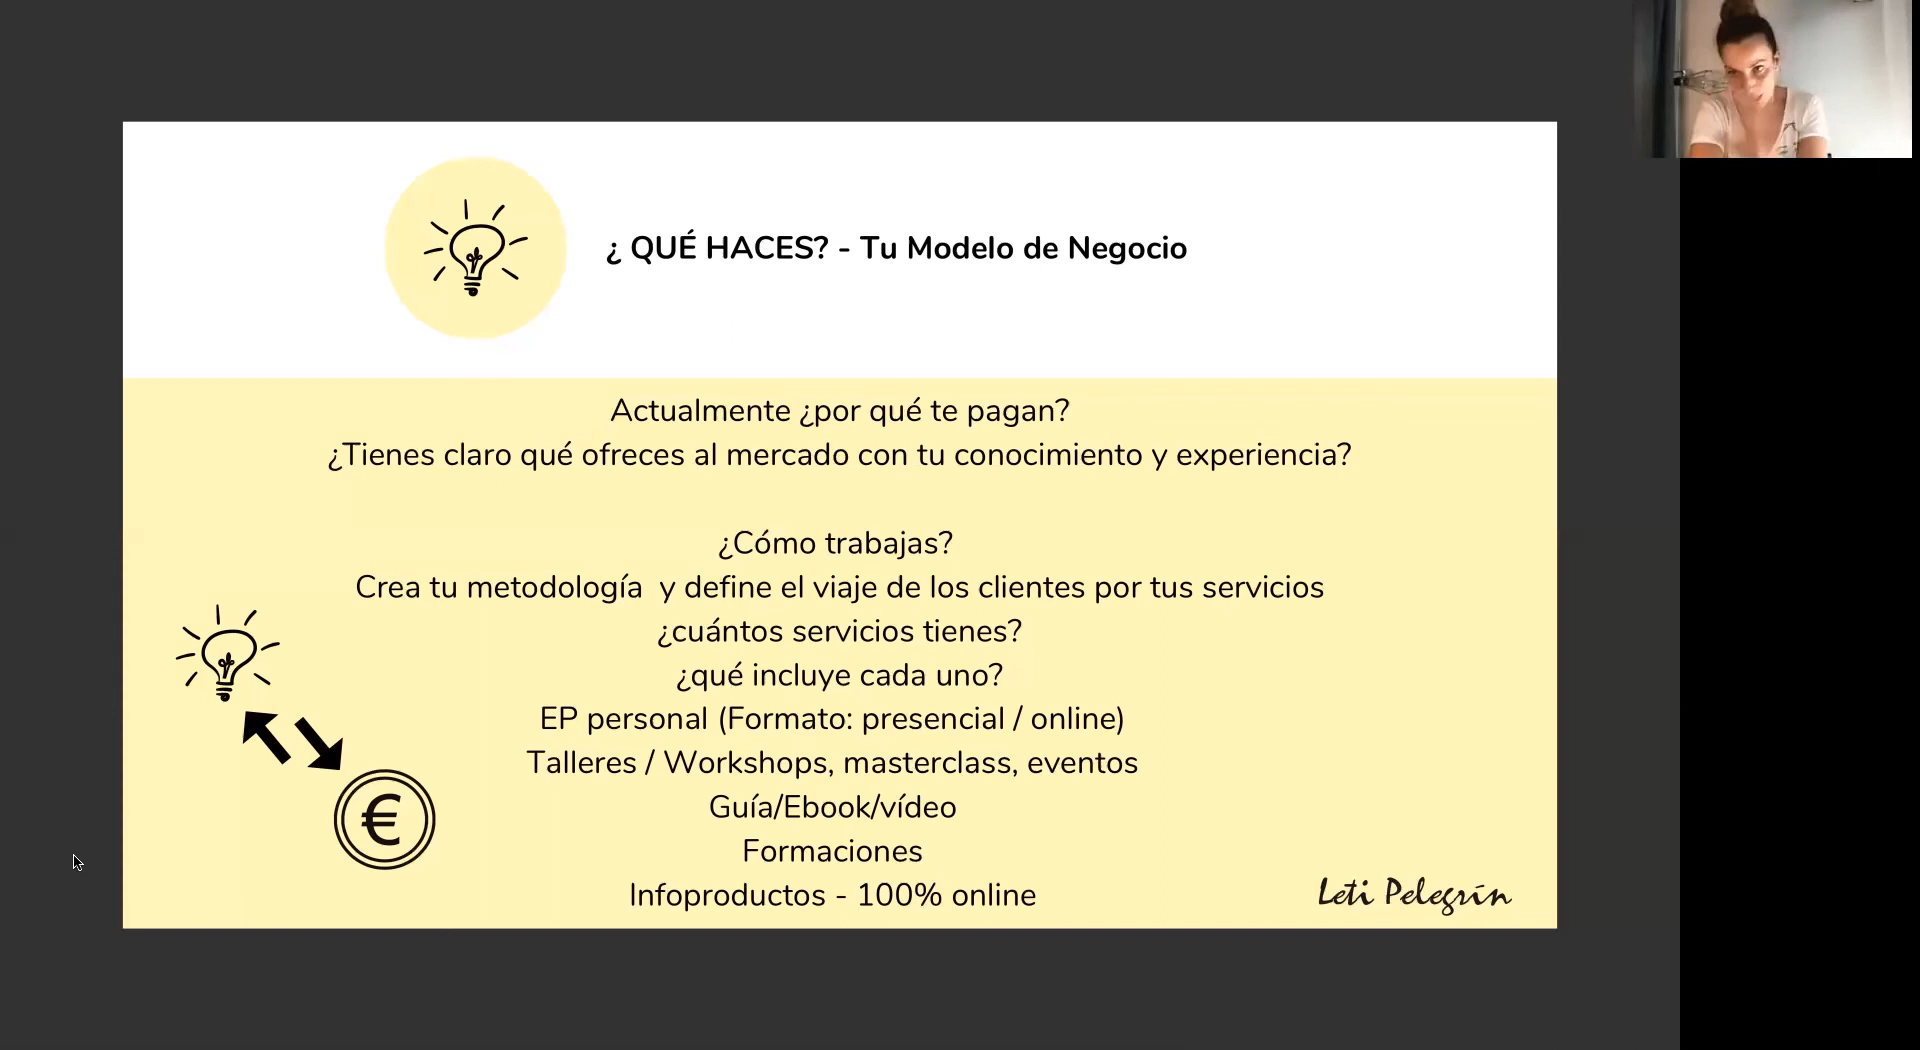 ¿ QUÉ HACES? - Tu Modelo de Negocio
Actualmente ¿por qué te pagan?
¿Tienes claro qué ofreces al mercado con tu conocimiento y experiencia?
¿Cómo trabajas?
Crea tu metodología  y define el viaje de los clientes por tus servicios
¿cuántos servicios tienes?
¿qué incluye cada uno?
EP personal (Formato: presencial / online)
Talleres / Workshops, masterclass, eventos
Guía/Ebook/vídeo
Formaciones
Infoproductos - 100% online
€
Leti Pelegrín